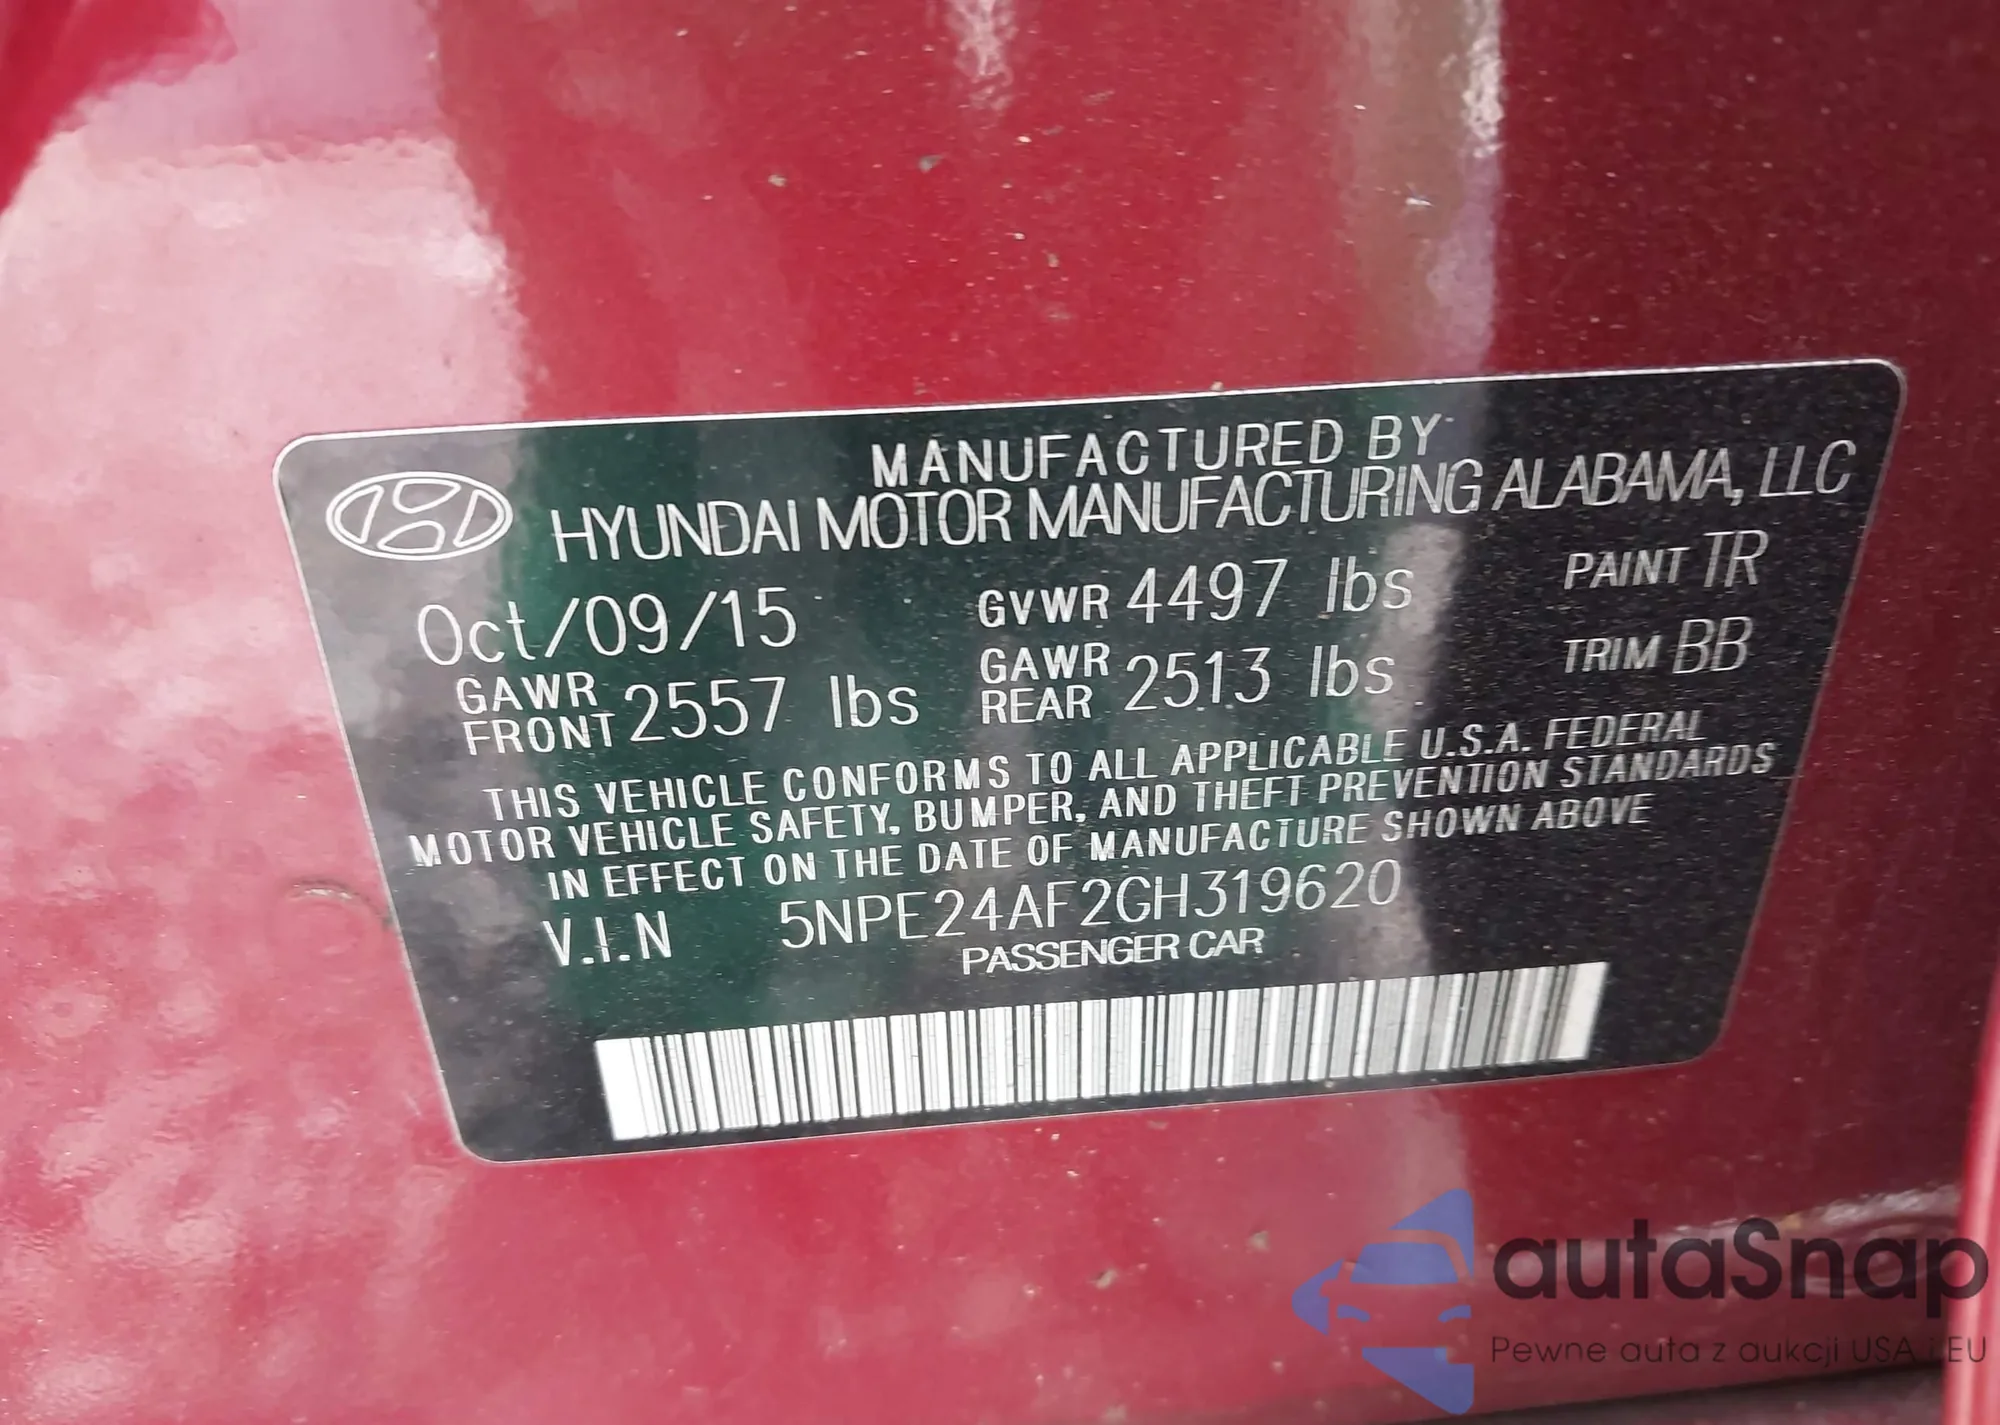 MANUFACTURED BY
HYUNDAI MOTOR MANUFACTURING ALABAMA, LLC
Oct/09/15 GVWR 4497 lbs PAINT TR
GAWR FRONT 2557 lbs GAWR REAR 2513 lbs TRIM BB
THIS VEHICLE CONFORMS TO ALL APPLICABLE U.S.A. FEDERAL
MOTOR VEHICLE SAFETY, BUMPER, AND THEFT PREVENTION STANDARDS
IN EFFECT ON THE DATE OF MANUFACTURE SHOWN ABOVE
V.I.N 5NPE24AF2GH319620
PASSENGER CAR
autaSnap
Pewne auta z aukcji USA i EU